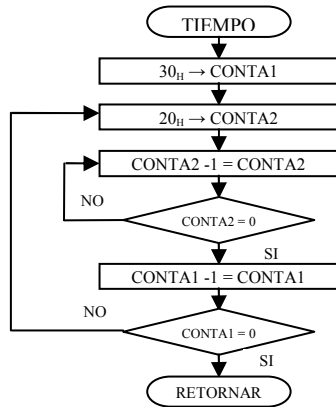 TIEMPO
30H → CONTA1
20H → CONTA2
CONTA2 -1 = CONTA2
NO
CONTA2 = 0
SI
CONTA1 -1 = CONTA1
NO
CONTA1 = 0
SI
RETORNAR